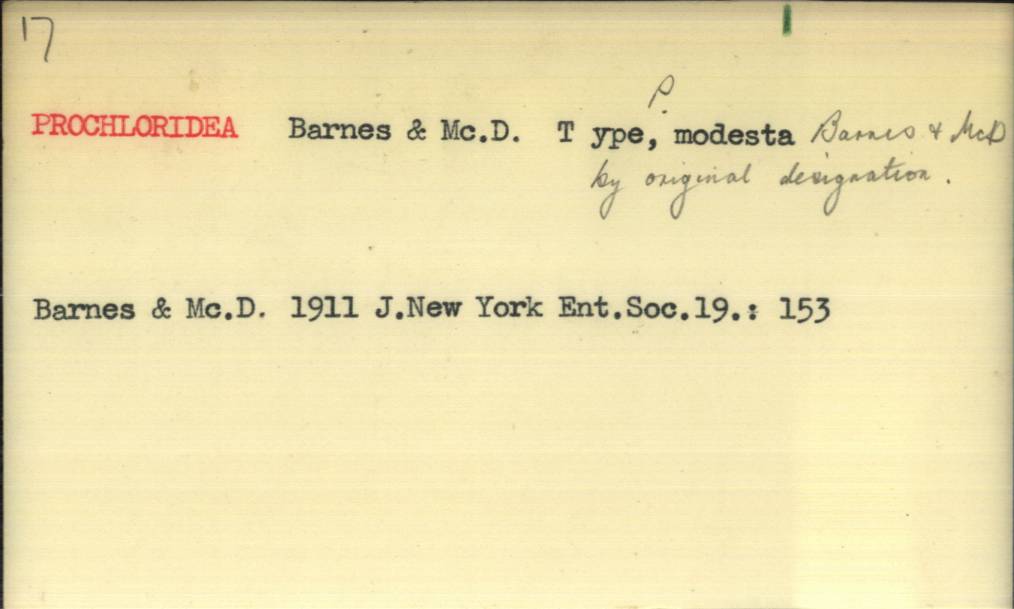 17
P.
PROCHLORIDEA Barnes & Mc.D. T ype, modesta Barnes & McD
by original designation.
Barnes & Mc.D. 1911 J.New York Ent.Soc.19.: 153